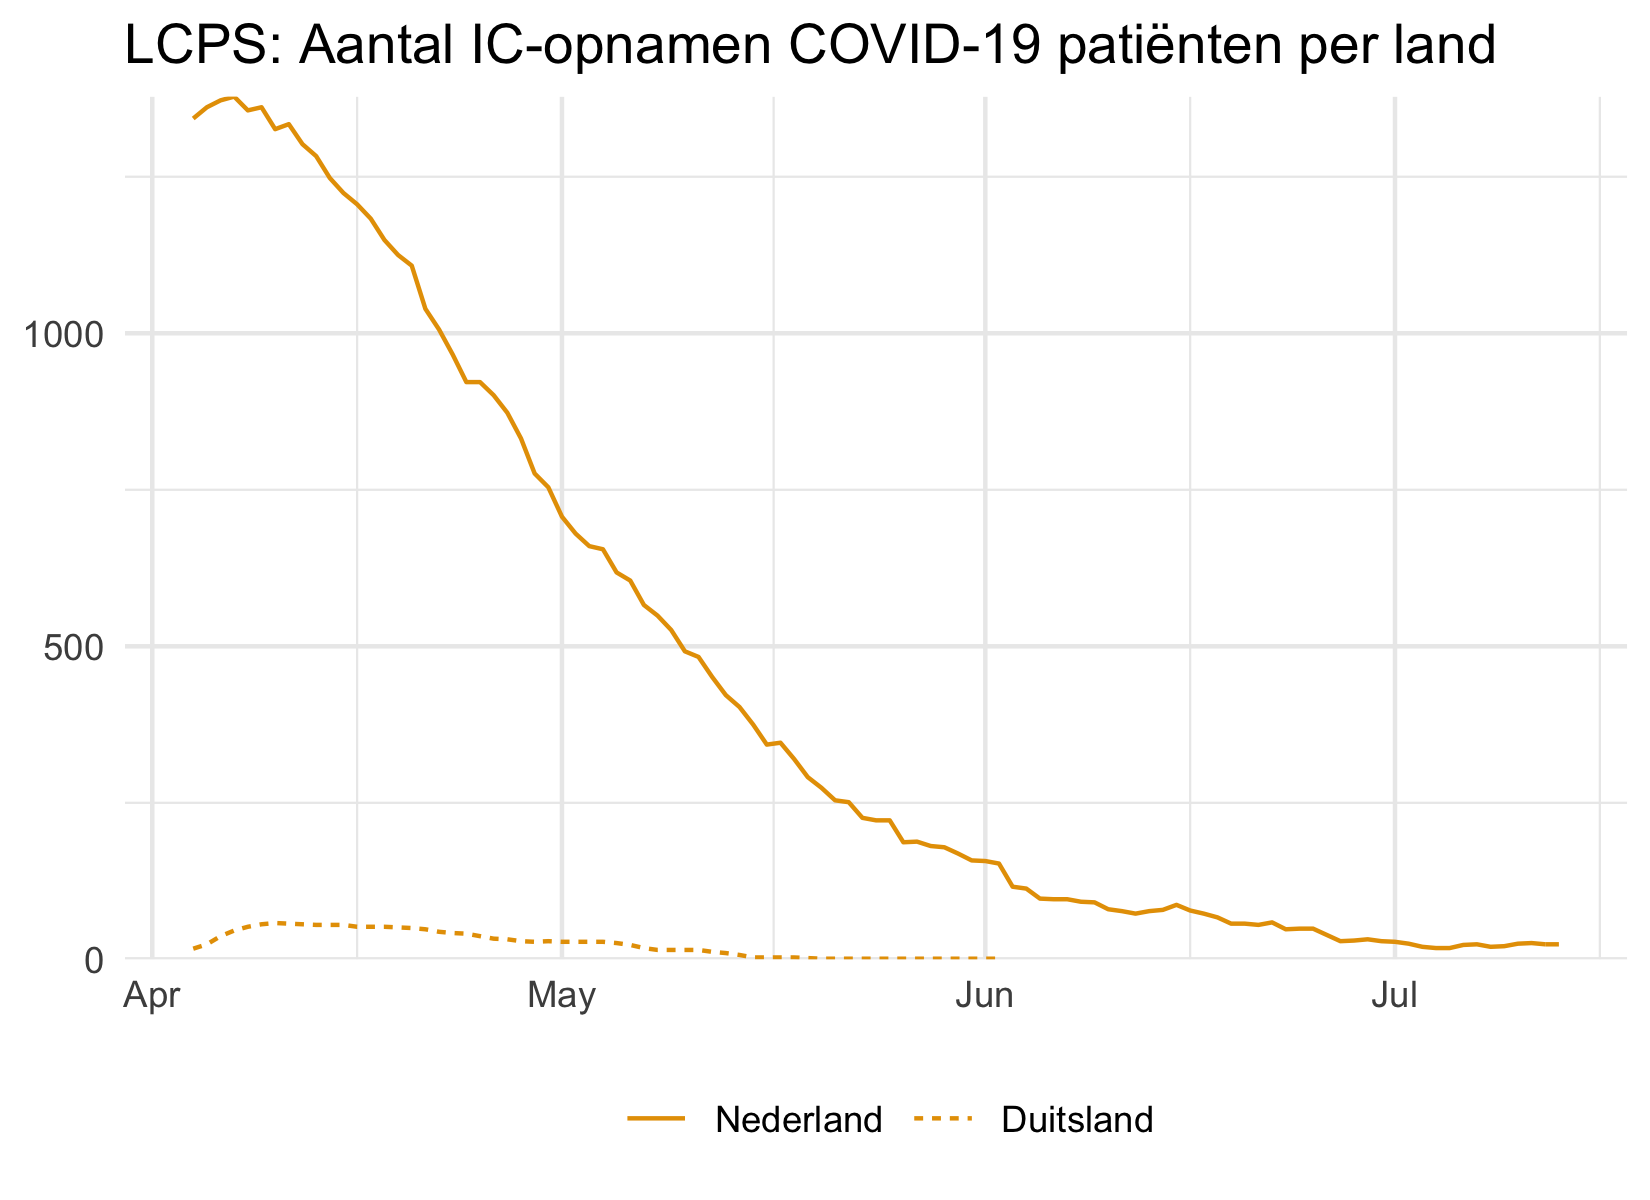 LCPS: Aantal IC-opnamen COVID-19 patiënten per land
1000
500
0
Apr May Jun Jul
Nederland Duitsland